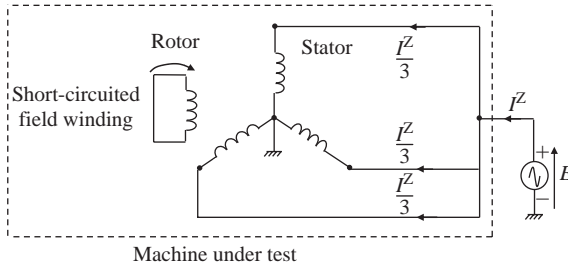 Rotor
Stator
Short-circuited
field winding
I^Z
3
I^Z
I^Z
3
I^Z
3
+
−
E
Machine under test